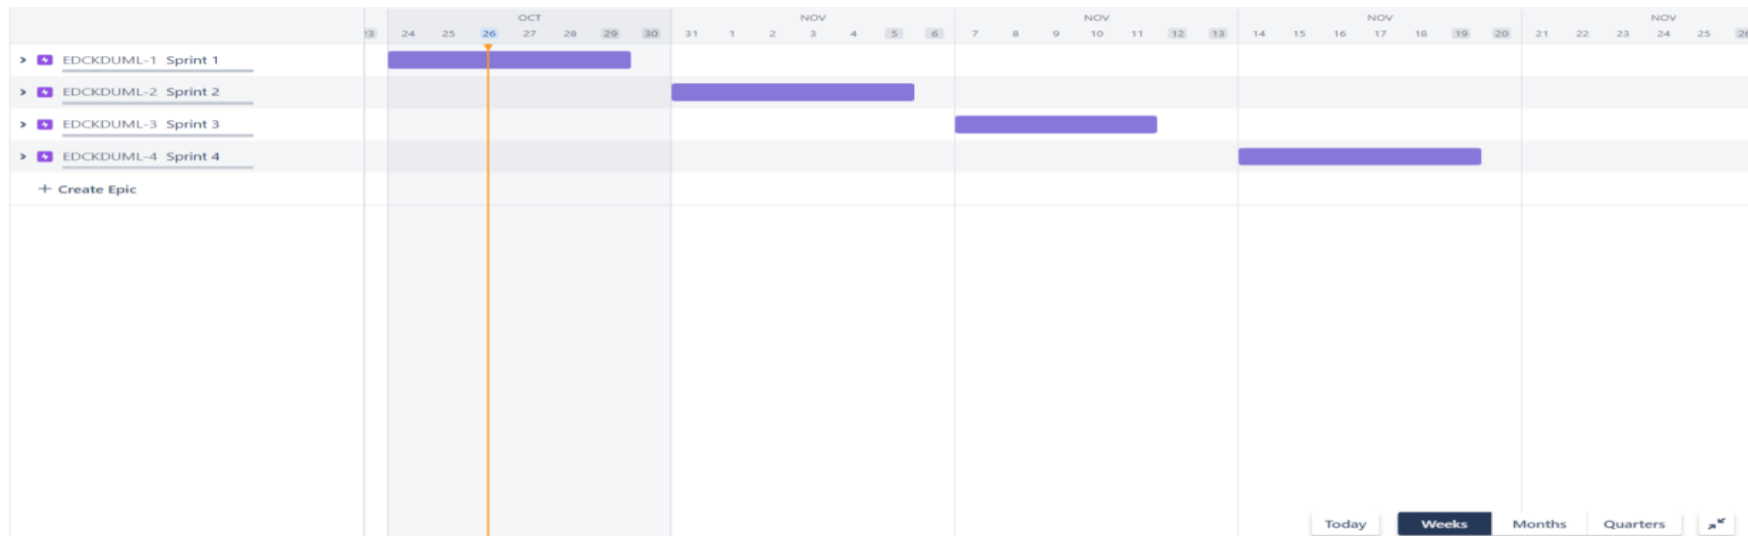 OCT NOV NOV NOV NOV
23 24 25 26 27 28 29 30 31 1 2 3 4 5 6 7 8 9 10 11 12 13 14 15 16 17 18 19 20 21 22 23 24 25 26
EDCKDUML-1 Sprint 1
EDCKDUML-2 Sprint 2
EDCKDUML-3 Sprint 3
EDCKDUML-4 Sprint 4
+ Create Epic
Today Weeks Months Quarters